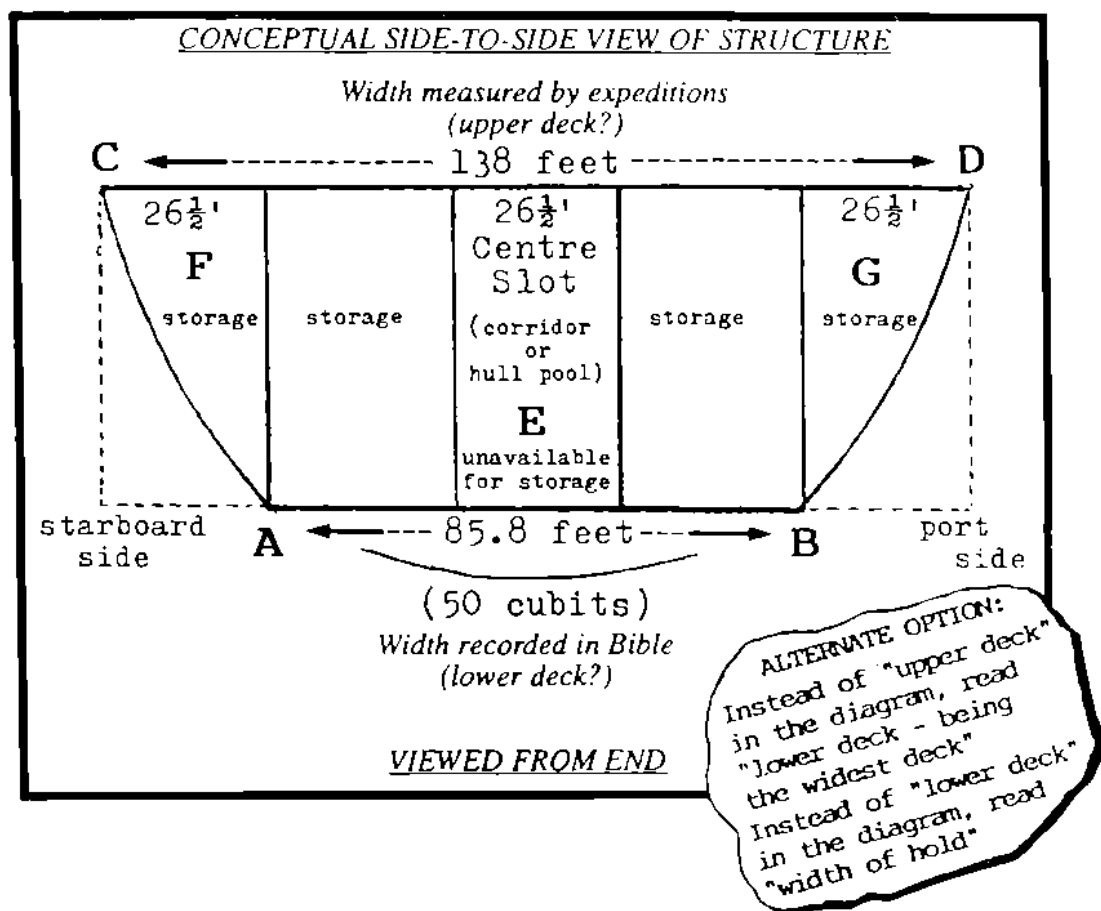 CONCEPTUAL SIDE-TO-SIDE VIEW OF STRUCTURE
Width measured by expeditions
(upper deck?)
C D
138 feet
26½' 26½' 26½'
Centre
Slot
F G
storage storage storage storage
(corridor
or
hull pool)
E
unavailable
for storage
starboard
side
A 85.8 feet B
port
side
(50 cubits)
Width recorded in Bible
(lower deck?)
VIEWED FROM END
ALTERNATE OPTION:
Instead of "upper deck"
in the diagram, read
"lower deck - being
the widest deck"
Instead of "lower deck"
in the diagram, read
"width of hold"